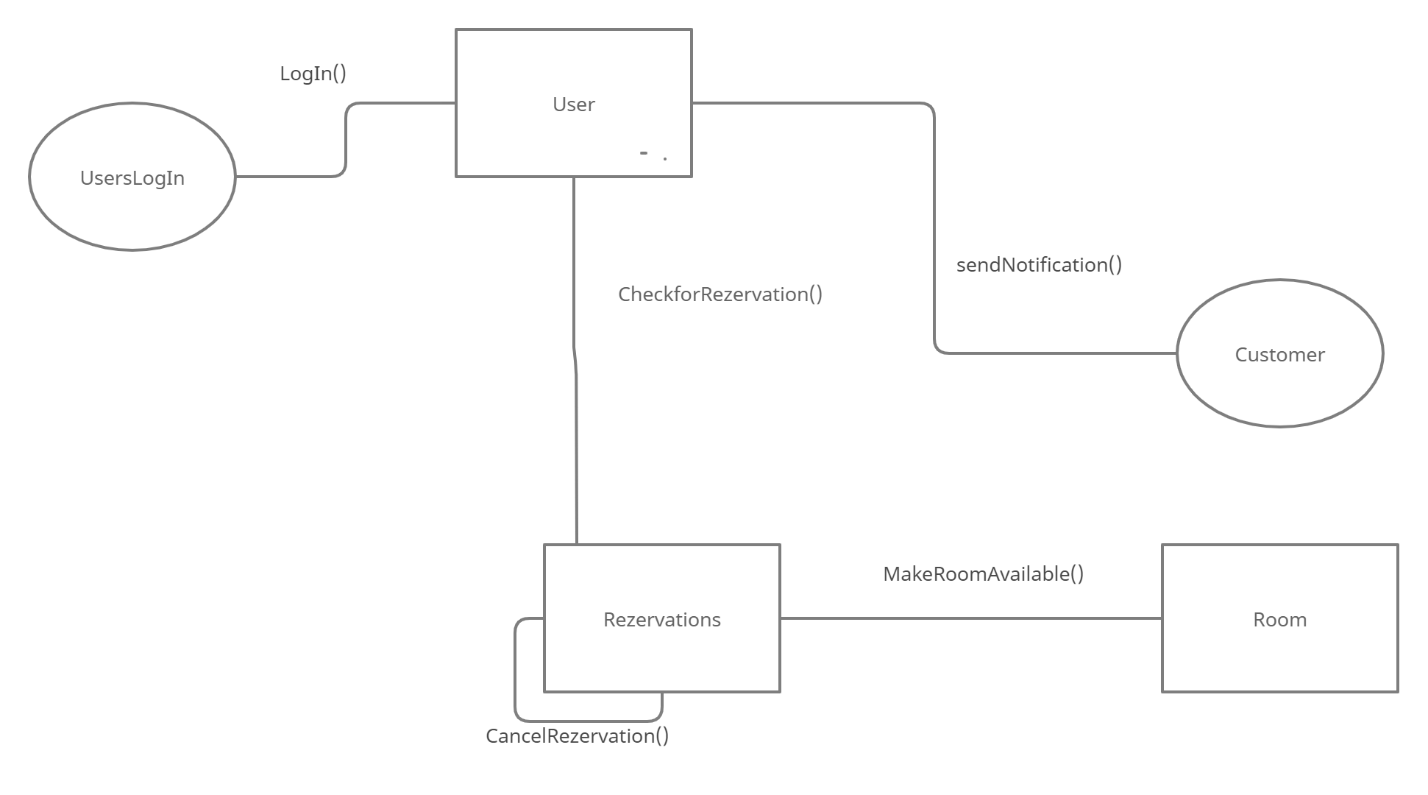 LogIn()
User
UsersLogIn
sendNotification()
CheckforRezervation()
Customer
MakeRoomAvailable()
Rezervations
Room
CancelRezervation()